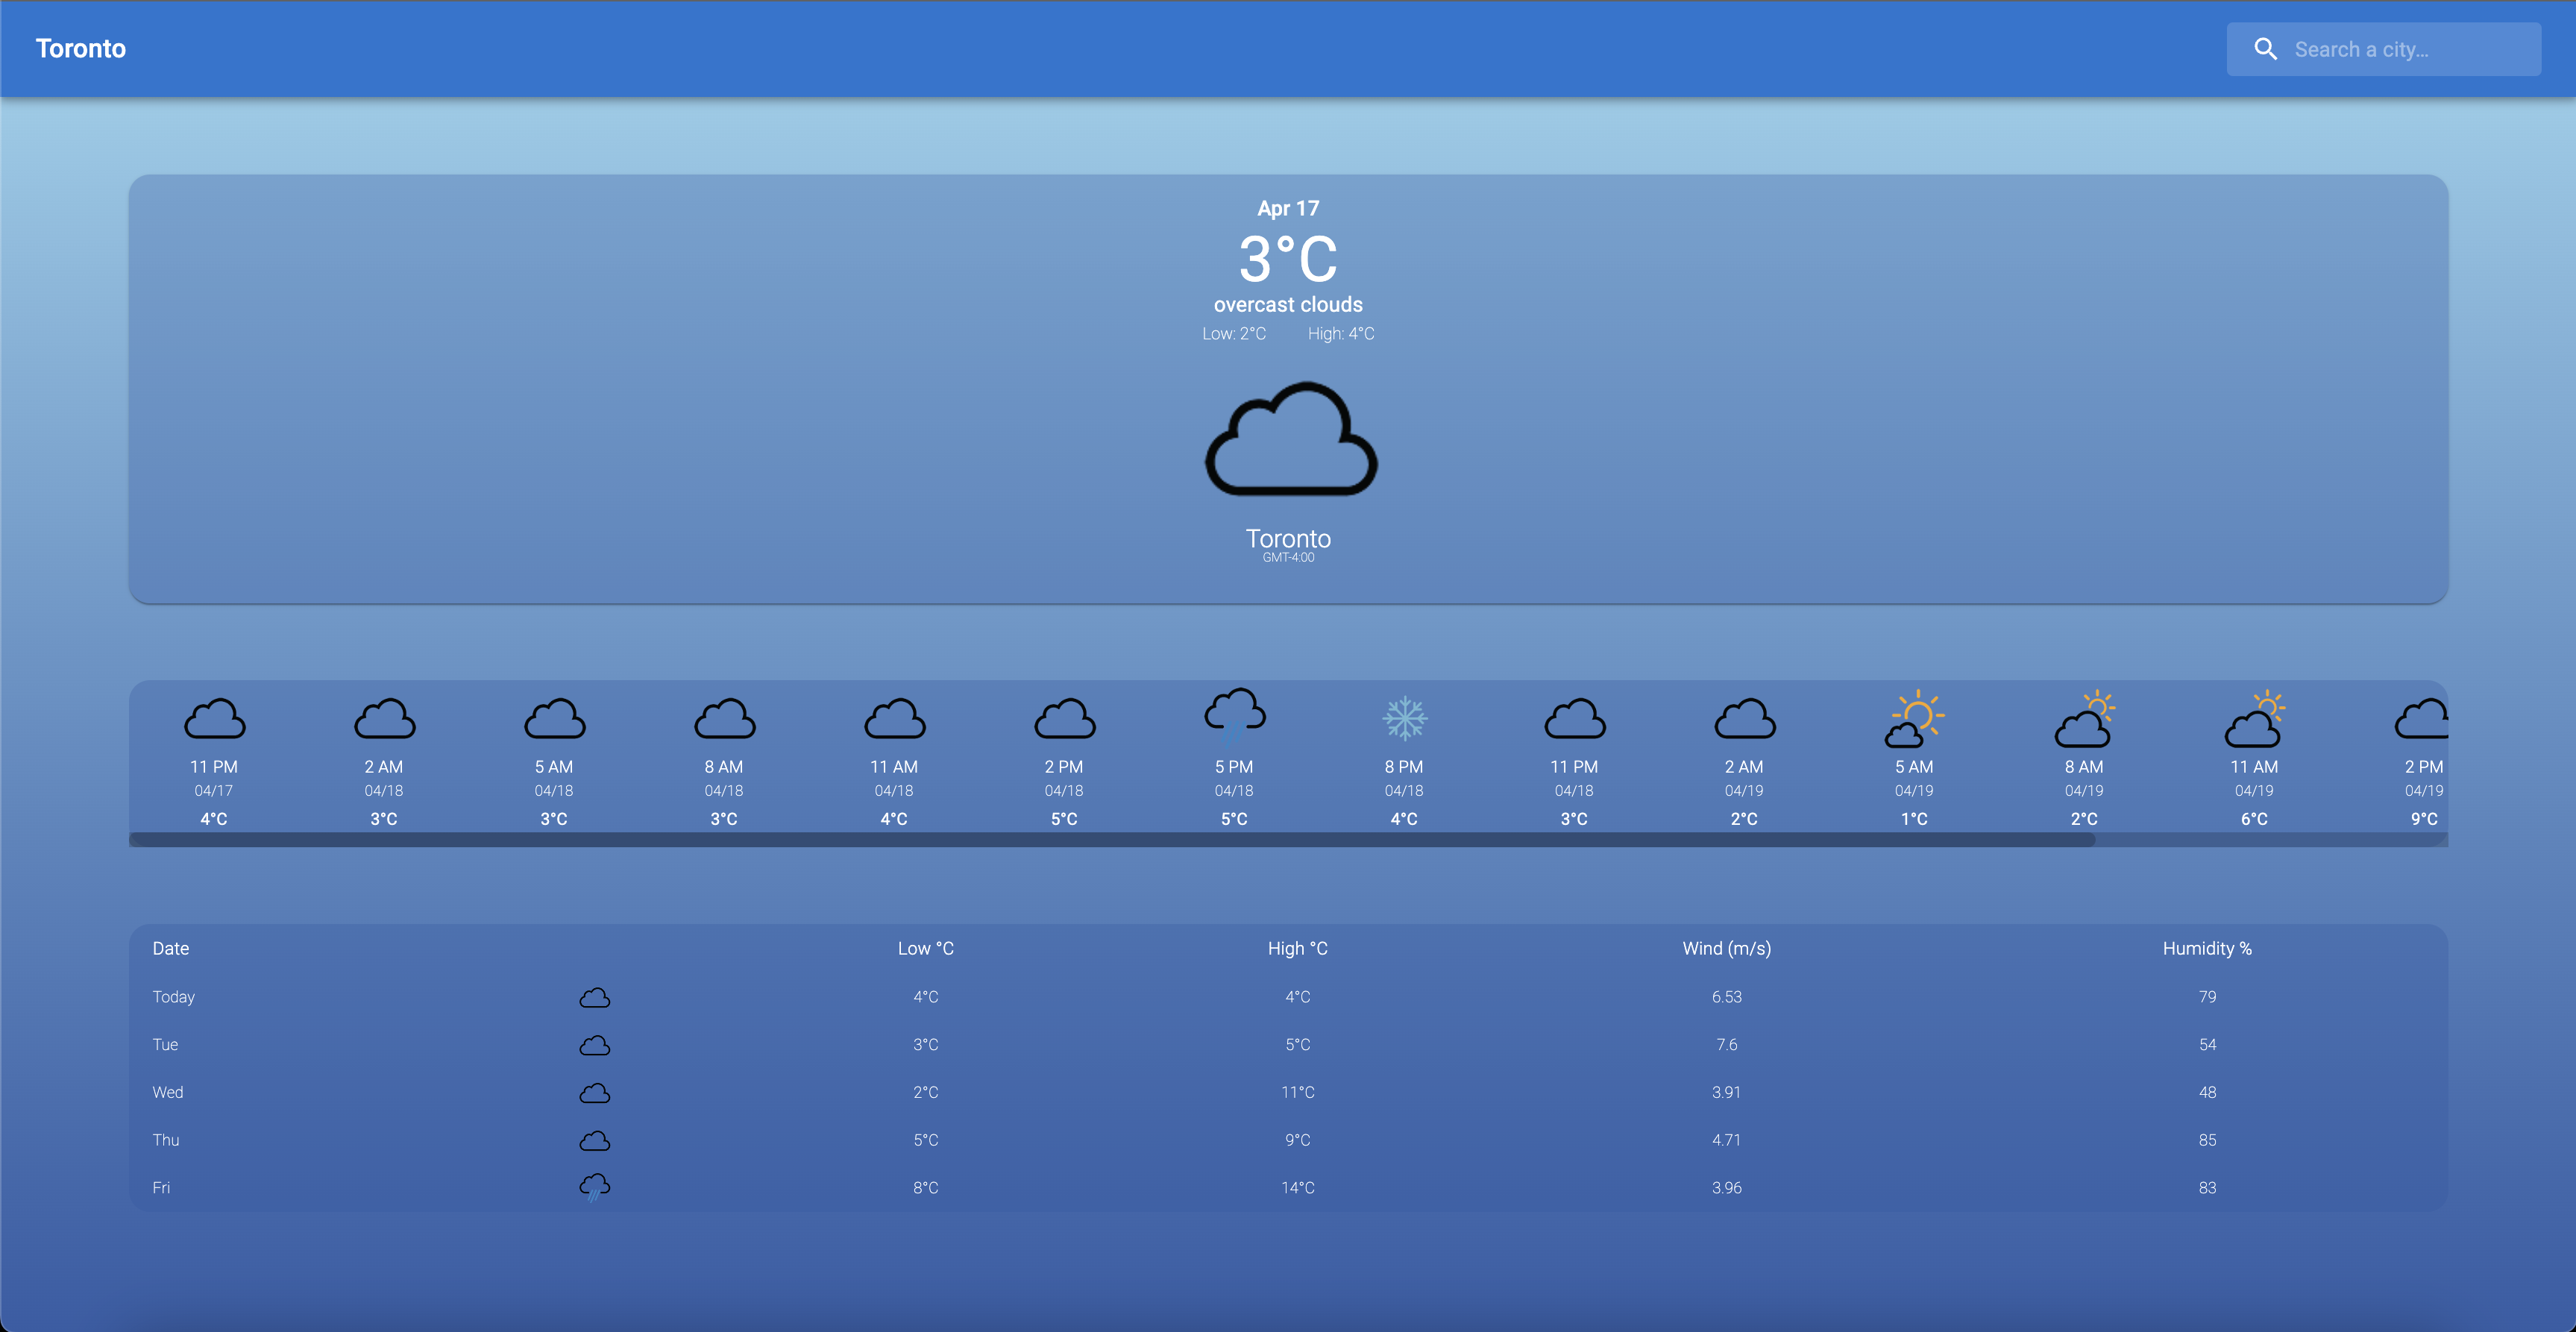 Toronto
Search a city...
Apr 17
3°C
overcast clouds
Low: 2°C High: 4°C
Toronto
GMT-4:00
11 PM 2 AM 5 AM 8 AM 11 AM 2 PM 5 PM 8 PM 11 PM 2 AM 5 AM 8 AM 11 AM 2 PM
04/17 04/18 04/18 04/18 04/18 04/18 04/18 04/18 04/18 04/19 04/19 04/19 04/19 04/19
4°C 3°C 3°C 3°C 4°C 5°C 5°C 4°C 3°C 2°C 1°C 2°C 6°C 9°C
Date Low °C High °C Wind (m/s) Humidity %
Today 4°C 4°C 6.53 79
Tue 3°C 5°C 7.6 54
Wed 2°C 11°C 3.91 48
Thu 5°C 9°C 4.71 85
Fri 8°C 14°C 3.96 83